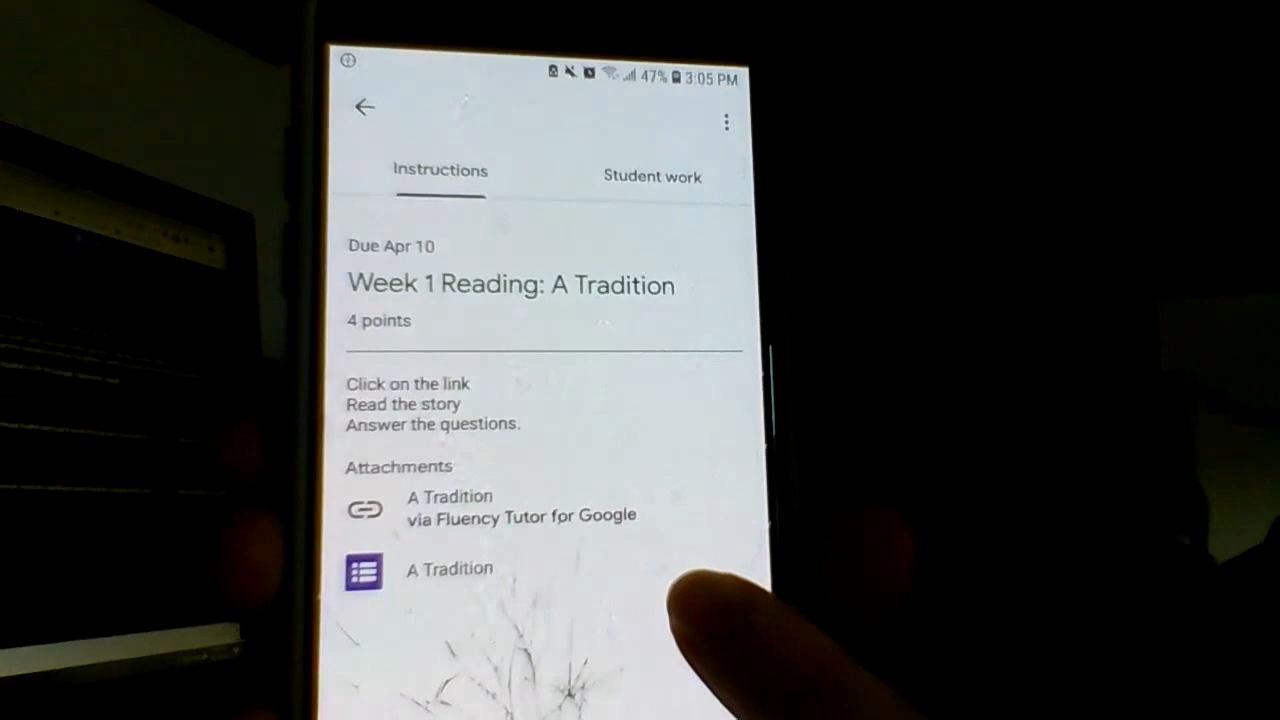 47% 3:05 PM
Instructions
Student work
Due Apr 10
Week 1 Reading: A Tradition
4 points
Click on the link
Read the story
Answer the questions.
Attachments
A Tradition
via Fluency Tutor for Google
A Tradition